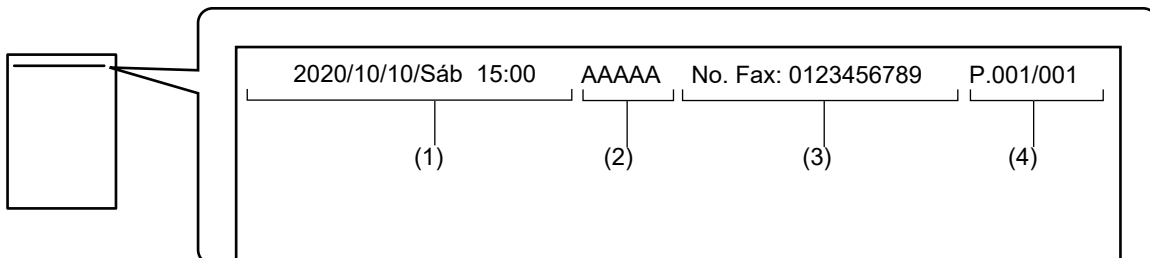 2020/10/10/Sáb 15:00 AAAAA No. Fax: 0123456789 P.001/001
(1) (2) (3) (4)